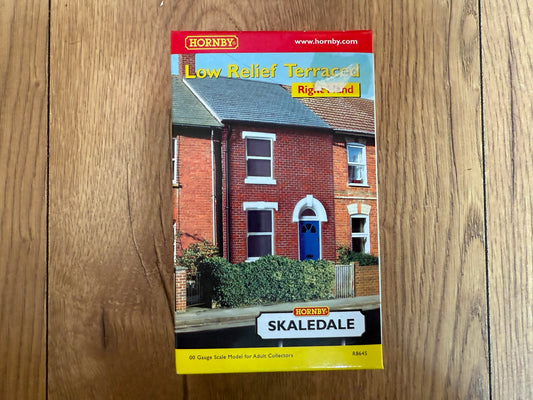 HORNBY
www.hornby.com
Low Relief Terraced
Right Hand
HORNBY
SKALEDALE
00 Gauge Scale Model for Adult Collectors
R8645